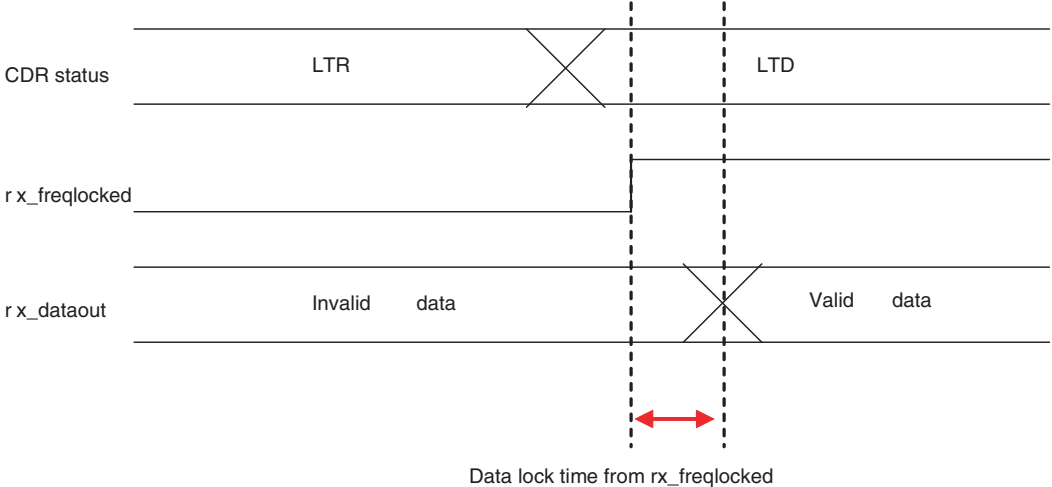 CDR status
LTR
LTD
r x_freqlocked
r x_dataout
Invalid data
Valid data
Data lock time from rx_freqlocked